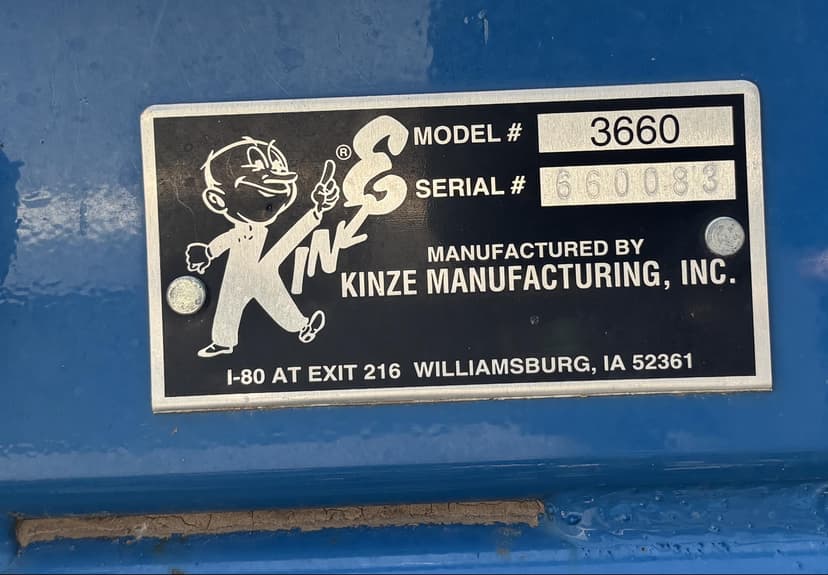 MODEL # 3660
SERIAL # 660083
KINZE ®
MANUFACTURED BY
KINZE MANUFACTURING, INC.
I-80 AT EXIT 216 WILLIAMSBURG, IA 52361